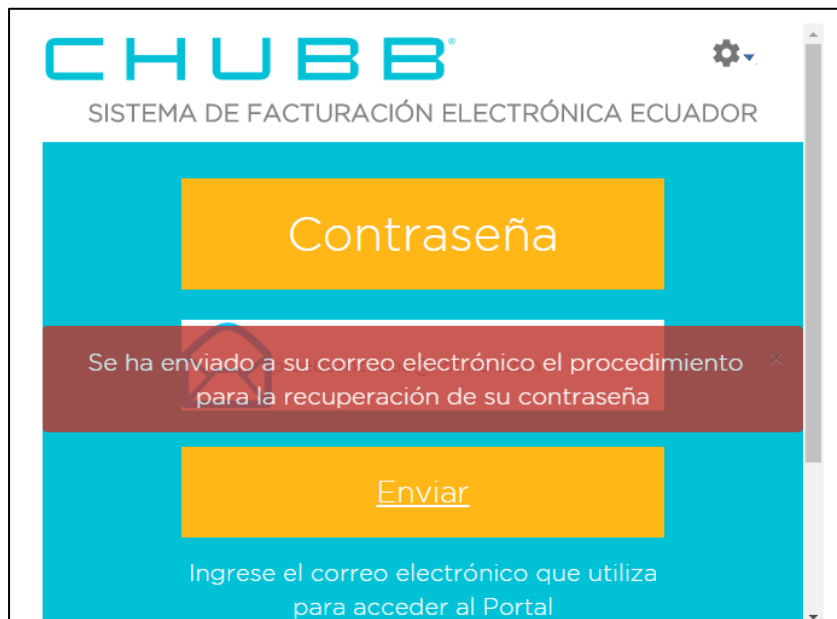 CHUBB®
SISTEMA DE FACTURACIÓN ELECTRÓNICA ECUADOR
Contraseña
Se ha enviado a su correo electrónico el procedimiento ×
para la recuperación de su contraseña
Enviar
Ingrese el correo electrónico que utiliza
para acceder al Portal